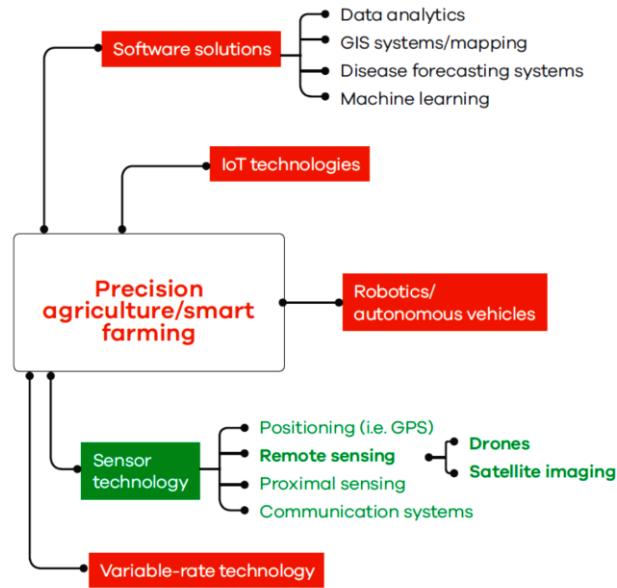 Software solutions
Data analytics
GIS systems/mapping
Disease forecasting systems
Machine learning
IoT technologies
Precision
agriculture/smart
farming
Robotics/
autonomous vehicles
Sensor
technology
Positioning (i.e. GPS)
Remote sensing
Proximal sensing
Communication systems
Drones
Satellite imaging
Variable-rate technology